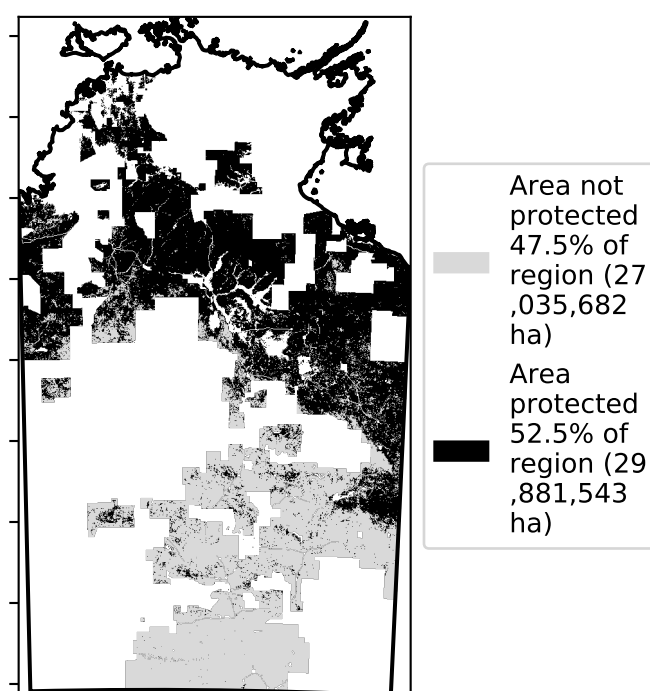 Area not
protected
47.5% of
region (27
,035,682
ha)
Area
protected
52.5% of
region (29
,881,543
ha)